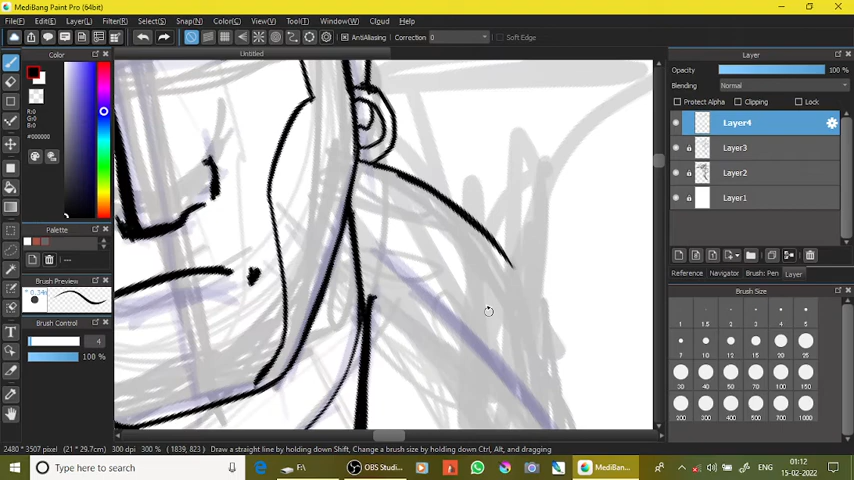 MediBang Paint Pro (64bit)
File(F) Edit(E) Layer(L) Filter(R) Select(S) Snap(N) Color(C) View(V) Tool(T) Window(W) Cloud Help
AntiAliasing Correction 0 Soft Edge
Color
Untitled
Layer
Opacity 100 %
Blending Normal
Protect Alpha Clipping Lock
R:0
G:0
B:0
#000000
Layer4
Layer3
Layer2
Layer1
Palette
---
Reference Navigator Brush: Pen Layer
Brush Preview
Brush Size
Brush Control
4
100 %
1 1.5 2 3 4 5
7 10 12 15 20 25
30 40 50 70 100 150
200 300 400 500 700 1000
2480 * 3507 pixel (21 * 29.7cm) 300 dpi 300 % (1839, 823) Draw a straight line by holding down Shift, Change a brush size by holding down Ctrl, Alt, and dragging
Type here to search
F:\
OBS Studi...
MediBang...
ENG
01:12
15-02-2022